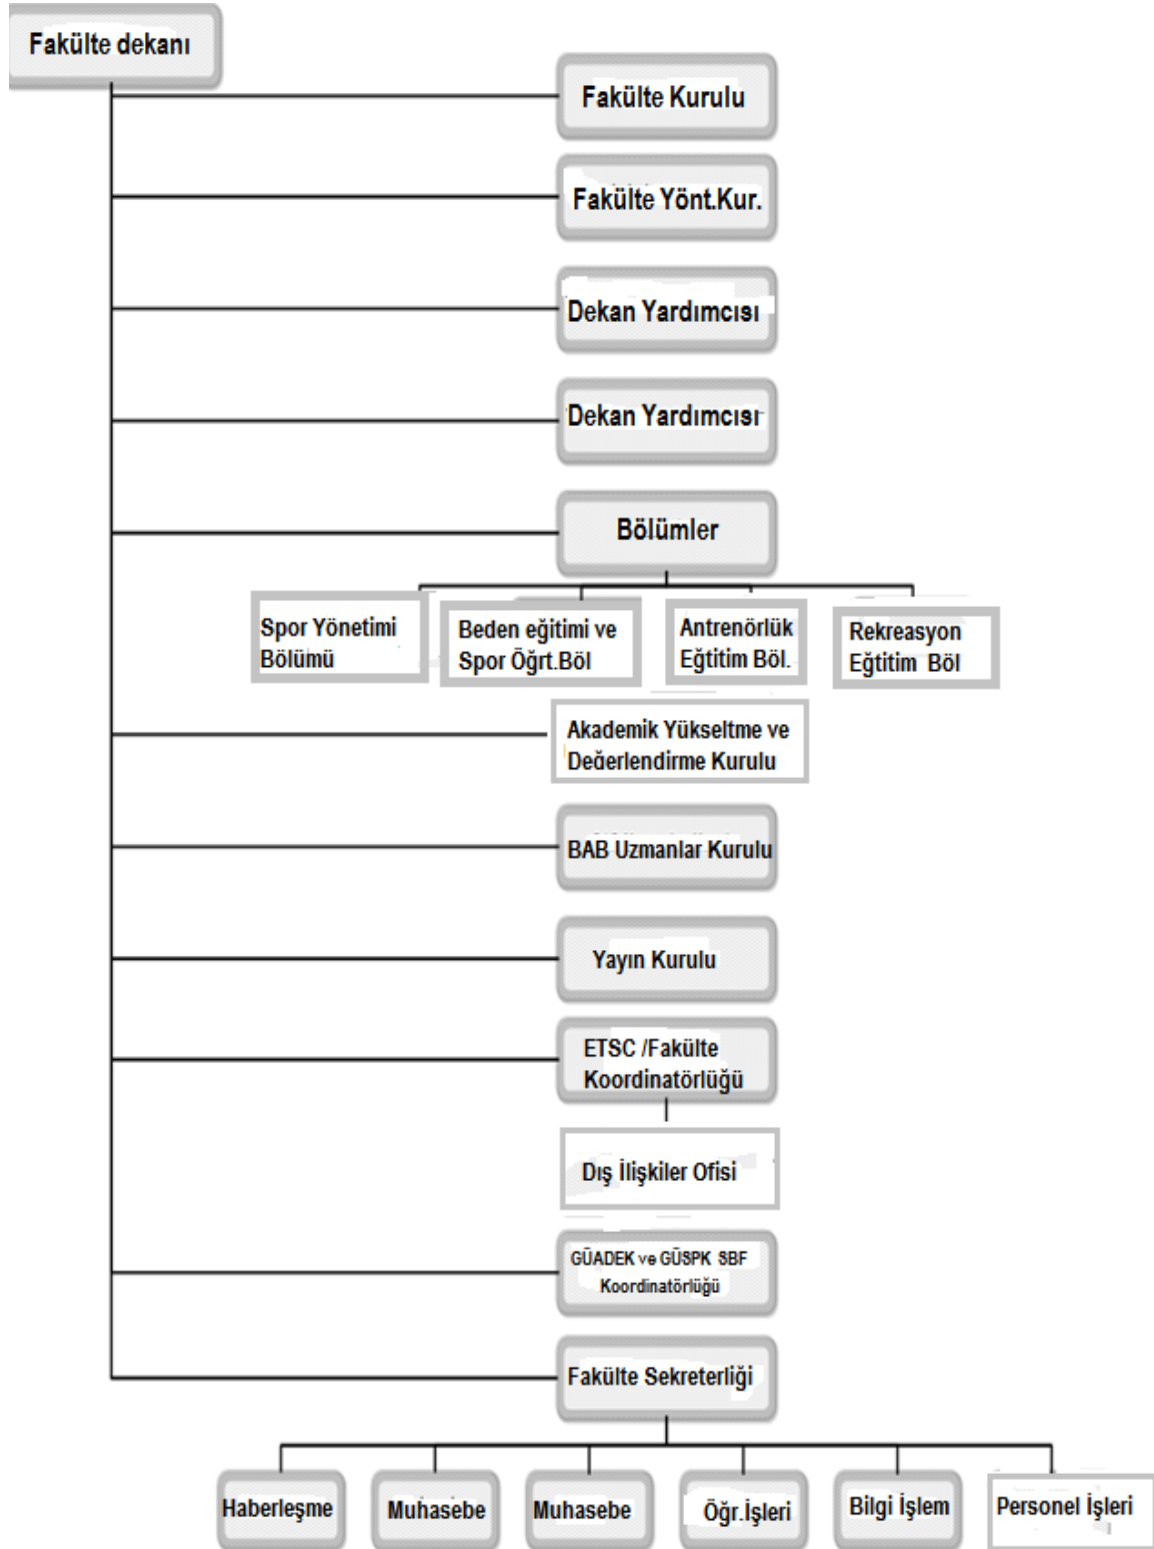 Fakülte dekanı
Fakülte Kurulu
Fakülte Yönt.Kur.
Dekan Yardımcısı
Dekan Yardımcısı
Bölümler
Spor Yönetimi
Bölümü
Beden eğitimi ve
Spor Öğrt.Böl
Antrenörlük
Eğtitim Böl.
Rekreasyon
Eğtitim Böl
Akademik Yükseltme ve
Değerlendirme Kurulu
BAB Uzmanlar Kurulu
Yayın Kurulu
ETSC /Fakülte
Koordinatörlüğü
Dış İlişkiler Ofisi
GÜADEK ve GÜSPK SBF
Koordinatörlüğü
Fakülte Sekreterliği
Haberleşme
Muhasebe
Muhasebe
Öğr.İşleri
Bilgi İşlem
Personel İşleri